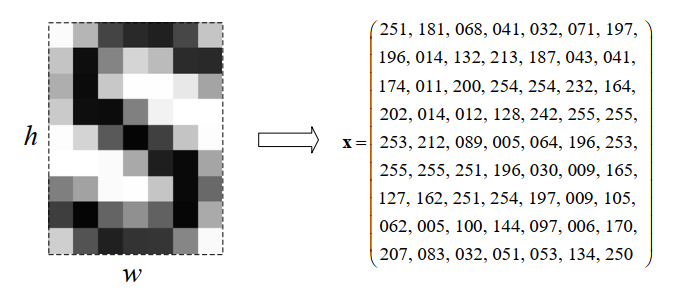 h
w
x =
251, 181, 068, 041, 032, 071, 197,
196, 014, 132, 213, 187, 043, 041,
174, 011, 200, 254, 254, 232, 164,
202, 014, 012, 128, 242, 255, 255,
253, 212, 089, 005, 064, 196, 253,
255, 255, 251, 196, 030, 009, 165,
127, 162, 251, 254, 197, 009, 105,
062, 005, 100, 144, 097, 006, 170,
207, 083, 032, 051, 053, 134, 250